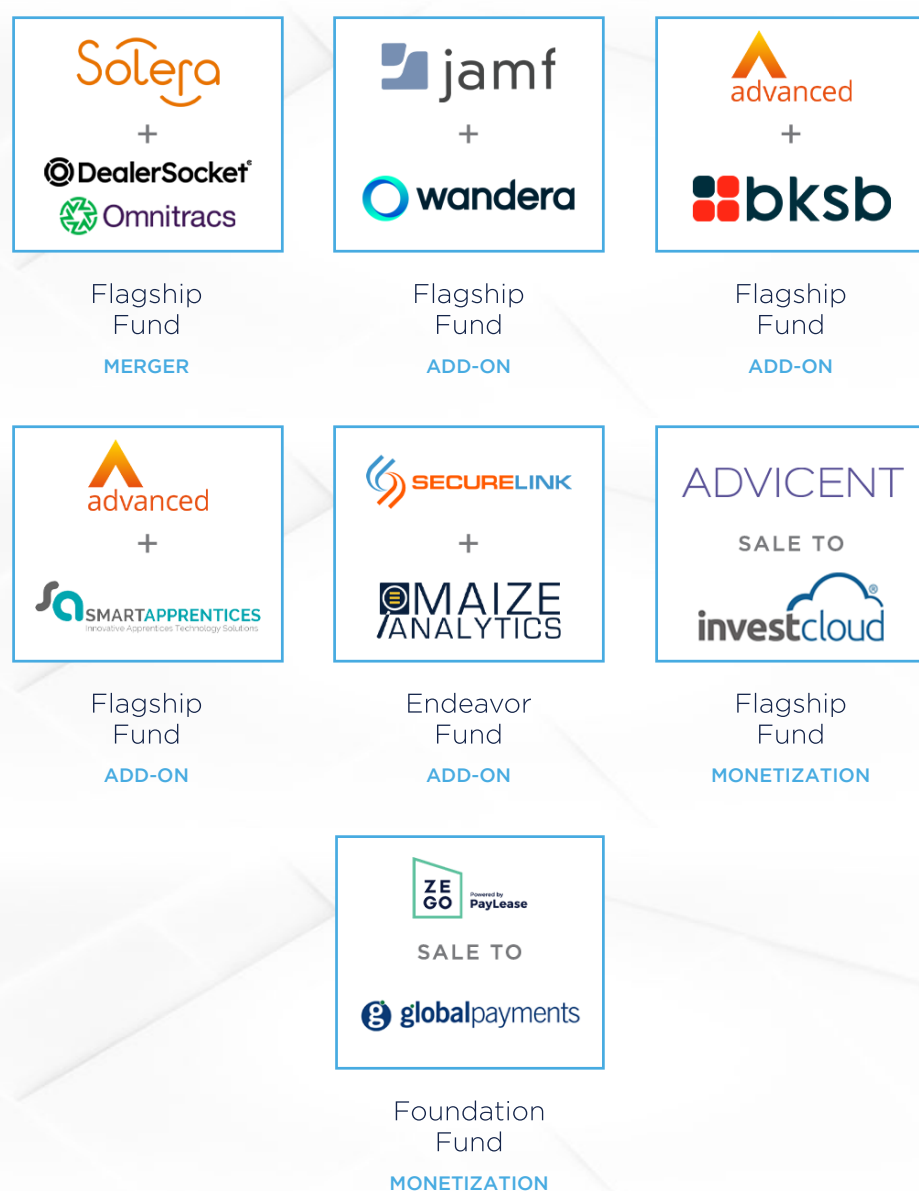 Solera
+
DealerSocket
Omnitracs
Flagship
Fund
MERGER
jamf
+
wandera
Flagship
Fund
ADD-ON
advanced
+
bksb
Flagship
Fund
ADD-ON
advanced
+
sa SMARTAPPRENTICES
Innovative Apprentices Technology Solutions
Flagship
Fund
ADD-ON
SECURELINK
+
MAIZE
ANALYTICS
Endeavor
Fund
ADD-ON
ADVICENT
SALE TO
investcloud®
Flagship
Fund
MONETIZATION
ZE
GO
Powered by
PayLease
SALE TO
g globalpayments
Foundation
Fund
MONETIZATION